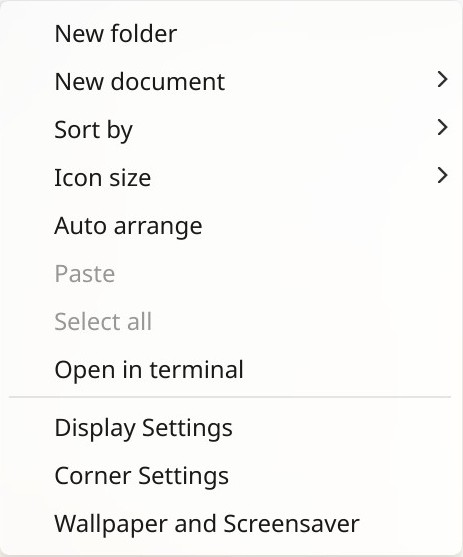 New folder
New document
Sort by
Icon size
Auto arrange
Paste
Select all
Open in terminal
Display Settings
Corner Settings
Wallpaper and Screensaver